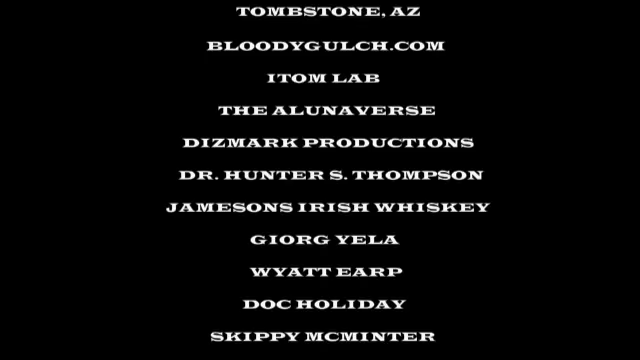 TOMBSTONE, AZ
BLOODYGULCH.COM
ITOM LAB
THE ALUNAVERSE
DIZMARK PRODUCTIONS
DR. HUNTER S. THOMPSON
JAMESONS IRISH WHISKEY
GIORG YELA
WYATT EARP
DOC HOLIDAY
SKIPPY MCMINTER